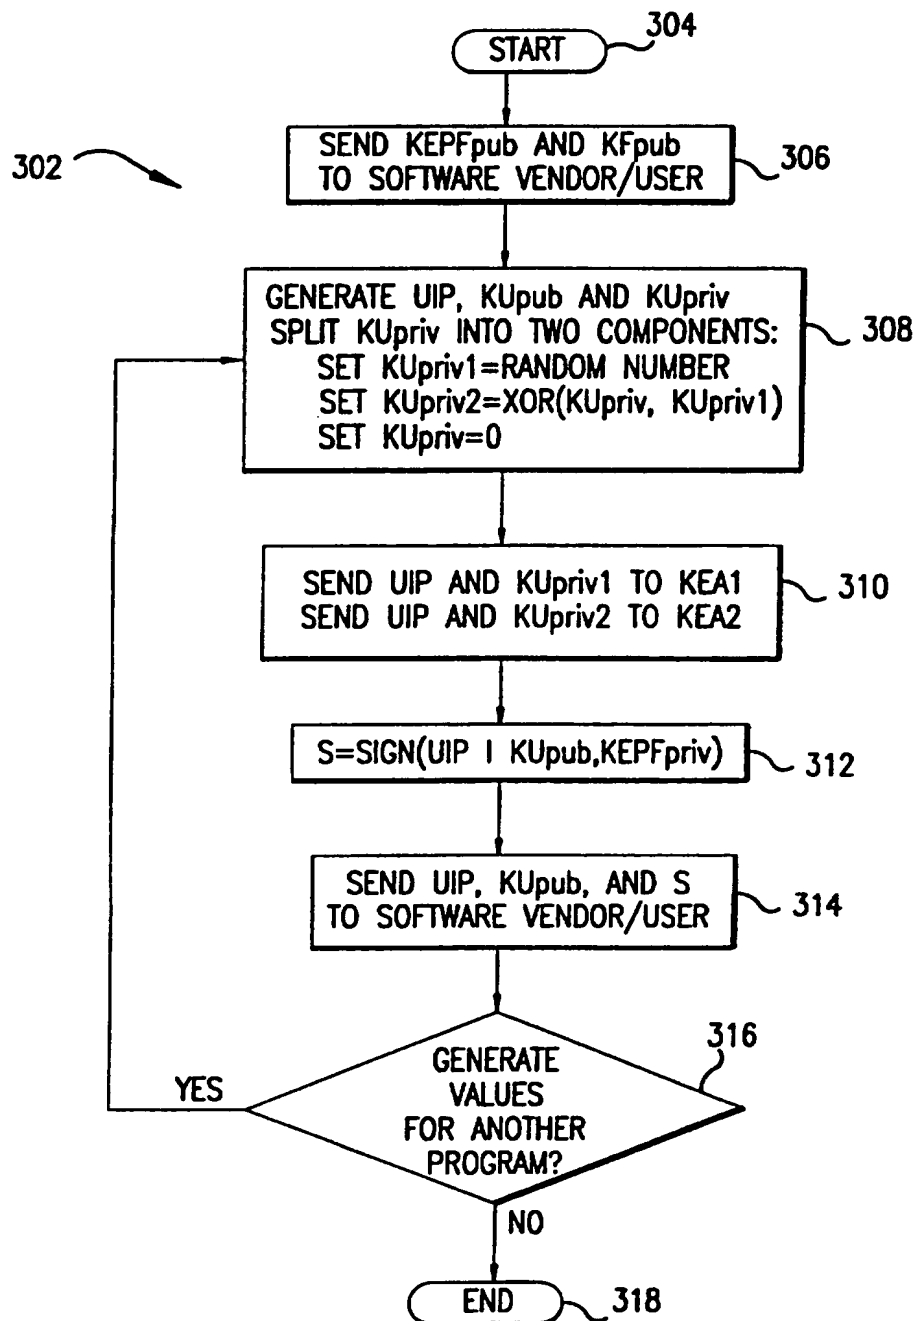 304
START
302
SEND KEPFpub AND KFpub
TO SOFTWARE VENDOR/USER
306
GENERATE UIP, KUpub AND KUpriv
SPLIT KUpriv INTO TWO COMPONENTS:
SET KUpriv1=RANDOM NUMBER
SET KUpriv2=XOR(KUpriv, KUpriv1)
SET KUpriv=0
308
SEND UIP AND KUpriv1 TO KEA1
SEND UIP AND KUpriv2 TO KEA2
310
S=SIGN(UIP I KUpub,KEPFpriv)
312
SEND UIP, KUpub, AND S
TO SOFTWARE VENDOR/USER
314
316
GENERATE
VALUES
FOR ANOTHER
PROGRAM?
YES
NO
END
318